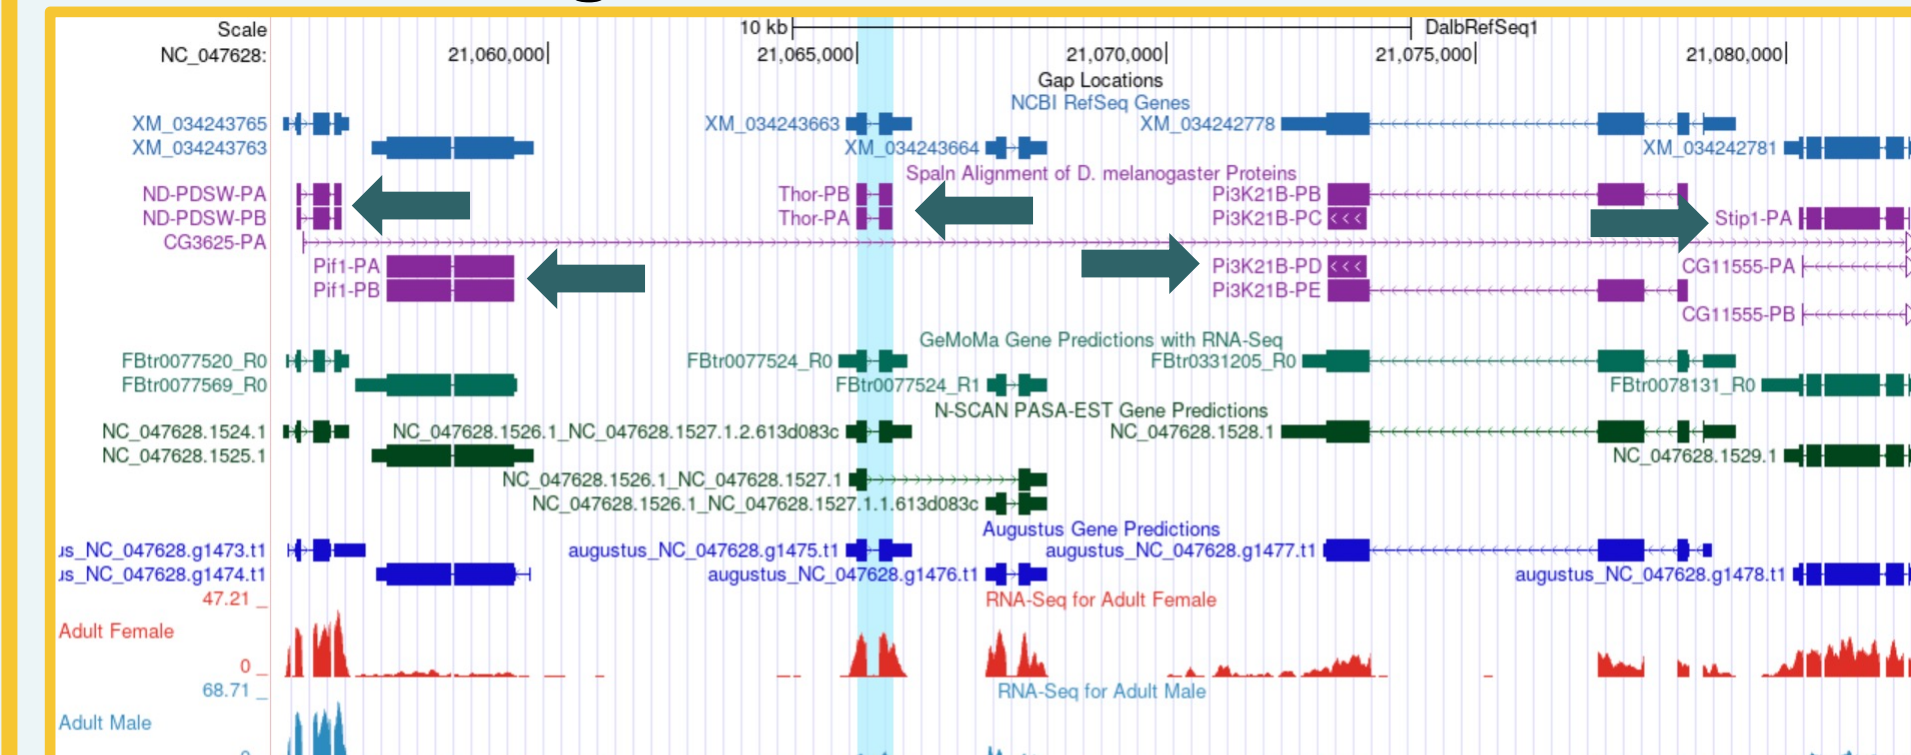 Scale 10 kb DalbRefSeq1
NC_047628: 21,060,000 21,065,000 21,070,000 21,075,000 21,080,000
Gap Locations
NCBI RefSeq Genes
XM_034243765 XM_034243663 XM_034242778
XM_034243763 XM_034243664 XM_034242781
Spaln Alignment of D. melanogaster Proteins
ND-PDSW-PA Thor-PB Pi3K21B-PB
ND-PDSW-PB Thor-PA Pi3K21B-PC Stip1-PA
CG3625-PA
Pif1-PA Pi3K21B-PD CG11555-PA
Pif1-PB Pi3K21B-PE
CG11555-PB
GeMoMa Gene Predictions with RNA-Seq
FBtr0077520_R0 FBtr0077524_R0 FBtr0331205_R0
FBtr0077569_R0 FBtr0077524_R1 FBtr0078131_R0
N-SCAN PASA-EST Gene Predictions
NC_047628.1524.1 NC_047628.1526.1_NC_047628.1527.1.2.613d083c NC_047628.1528.1
NC_047628.1525.1 NC_047628.1529.1
NC_047628.1526.1_NC_047628.1527.1
NC_047628.1526.1_NC_047628.1527.1.1.613d083c
Augustus Gene Predictions
us_NC_047628.g1473.t1 augustus_NC_047628.g1475.t1 augustus_NC_047628.g1477.t1
us_NC_047628.g1474.t1 augustus_NC_047628.g1476.t1 augustus_NC_047628.g1478.t1
47.21 _ RNA-Seq for Adult Female
Adult Female
0 _
68.71 _ RNA-Seq for Adult Male
Adult Male